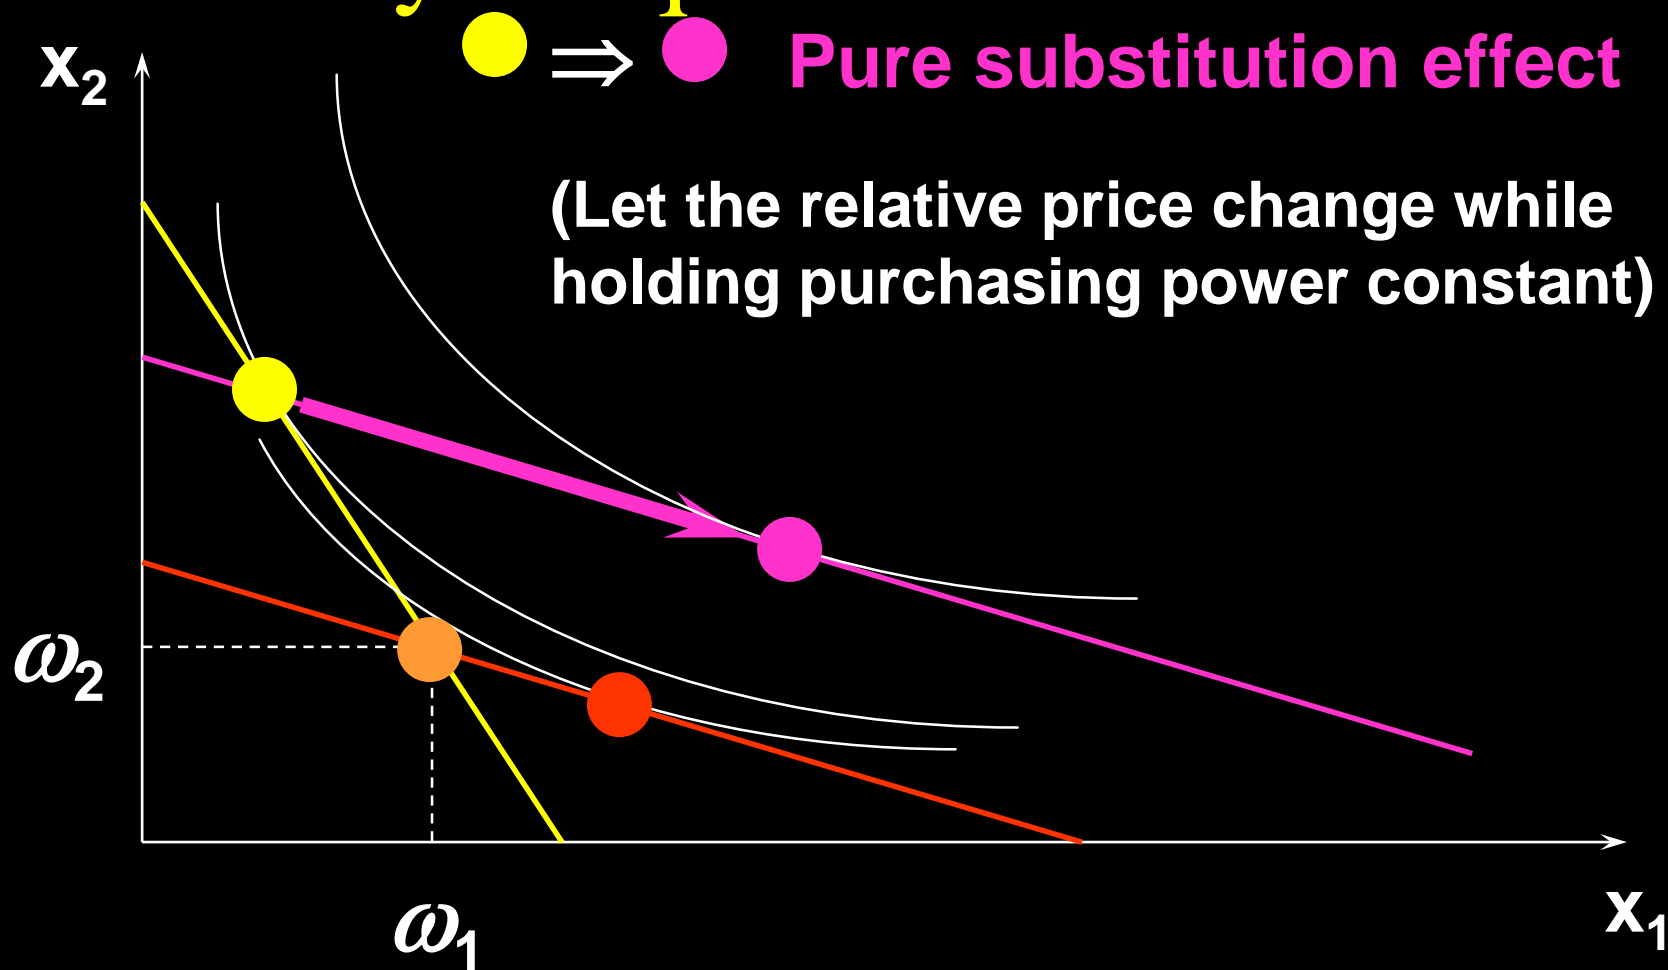 x₂
⇒ Pure substitution effect
(Let the relative price change while
holding purchasing power constant)
ω₂
ω₁
x₁